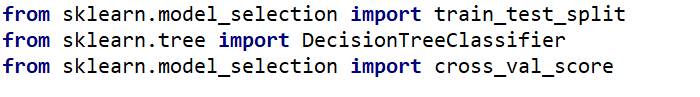 from sklearn.model_selection import train_test_split
from sklearn.tree import DecisionTreeClassifier
from sklearn.model_selection import cross_val_score